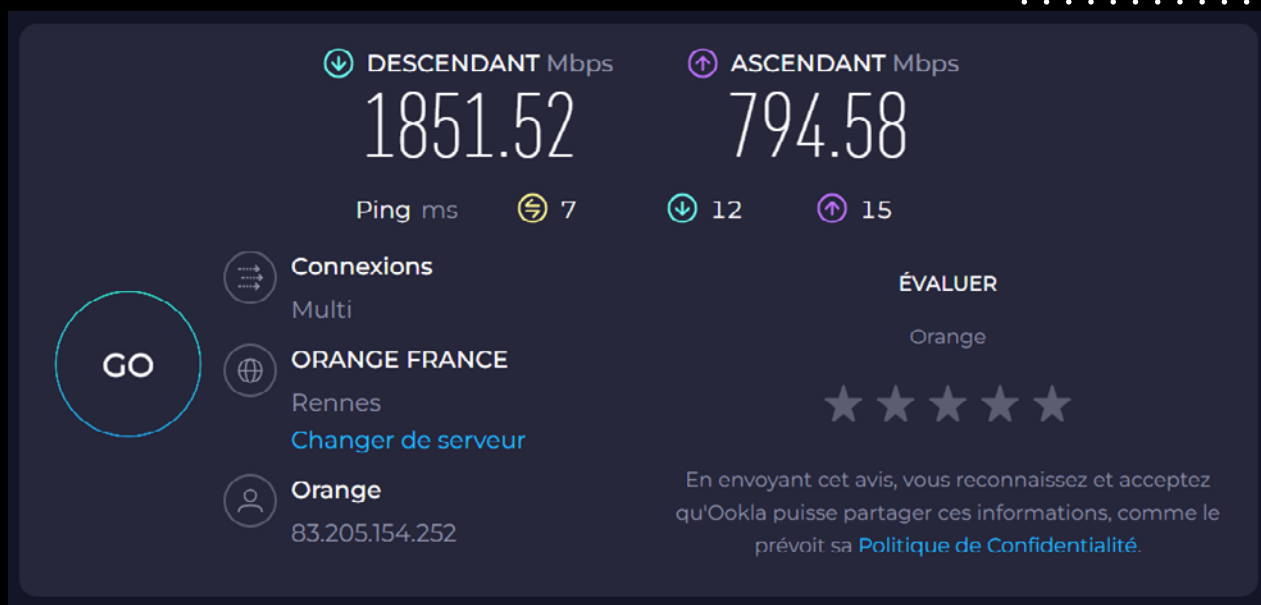 DESCENDANT Mbps
1851.52
ASCENDANT Mbps
794.58
Ping ms 7 12 15
GO
Connexions
Multi
ORANGE FRANCE
Rennes
Changer de serveur
Orange
83.205.154.252
ÉVALUER
Orange
En envoyant cet avis, vous reconnaissez et acceptez
qu'Ookla puisse partager ces informations, comme le
prévoit sa Politique de Confidentialité.